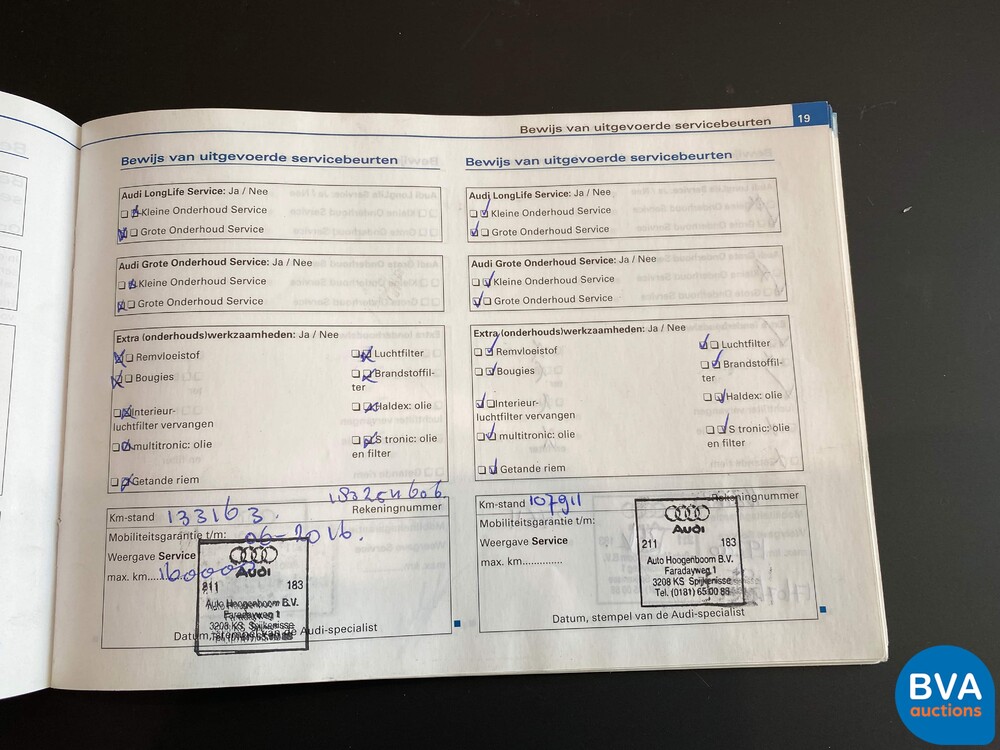 Bewijs van uitgevoerde servicebeurten 19
Bewijs van uitgevoerde servicebeurten
Audi LongLife Service: Ja / Nee
Kleine Onderhoud Service
Grote Onderhoud Service
Audi Grote Onderhoud Service: Ja / Nee
Kleine Onderhoud Service
Grote Onderhoud Service
Extra (onderhouds)werkzaamheden: Ja / Nee
Remvloeistof
Bougies
Interieur-
luchtfilter vervangen
multitronic: olie
Getande riem
Luchtfilter
Brandstoffil-
ter
Haldex: olie
S tronic: olie
en filter
183254606
Km-stand 133163. Rekeningnummer
Mobiliteitsgarantie t/m: 06-2016.
Weergave Service
max. km.....160000
Audi
211 183
Auto Hoogenboom B.V.
Faradayweg 1
3208 KS Spijkenisse
Datum, stempel van de Audi-specialist
Bewijs van uitgevoerde servicebeurten
Audi LongLife Service: Ja / Nee
Kleine Onderhoud Service
Grote Onderhoud Service
Audi Grote Onderhoud Service: Ja / Nee
Kleine Onderhoud Service
Grote Onderhoud Service
Extra (onderhouds)werkzaamheden: Ja / Nee
Remvloeistof
Bougies
Interieur-
luchtfilter vervangen
multitronic: olie
Getande riem
Luchtfilter
Brandstoffil-
ter
Haldex: olie
S tronic: olie
en filter
Km-stand 107911 Rekeningnummer
Mobiliteitsgarantie t/m:
Weergave Service
max. km..............
Audi
211 183
Auto Hoogenboom B.V.
Faradayweg 1
3208 KS Spijkenisse
Tel. (0181) 65 00 88
Datum, stempel van de Audi-specialist
BVA
auctions